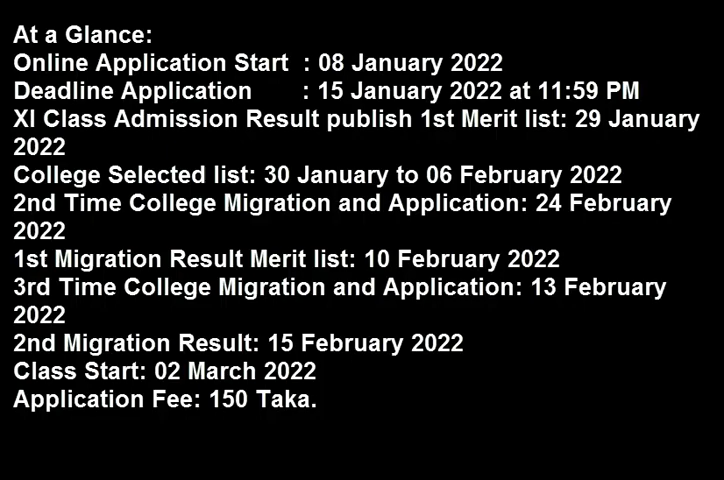 At a Glance:
Online Application Start : 08 January 2022
Deadline Application : 15 January 2022 at 11:59 PM
XI Class Admission Result publish 1st Merit list: 29 January
2022
College Selected list: 30 January to 06 February 2022
2nd Time College Migration and Application: 24 February
2022
1st Migration Result Merit list: 10 February 2022
3rd Time College Migration and Application: 13 February
2022
2nd Migration Result: 15 February 2022
Class Start: 02 March 2022
Application Fee: 150 Taka.